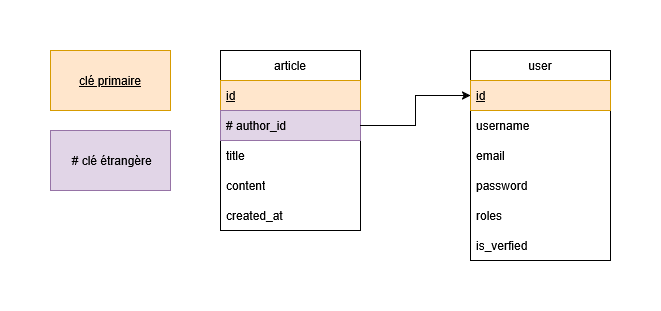 clé primaire
# clé étrangère
article
id
# author_id
title
content
created_at
user
id
username
email
password
roles
is_verfied